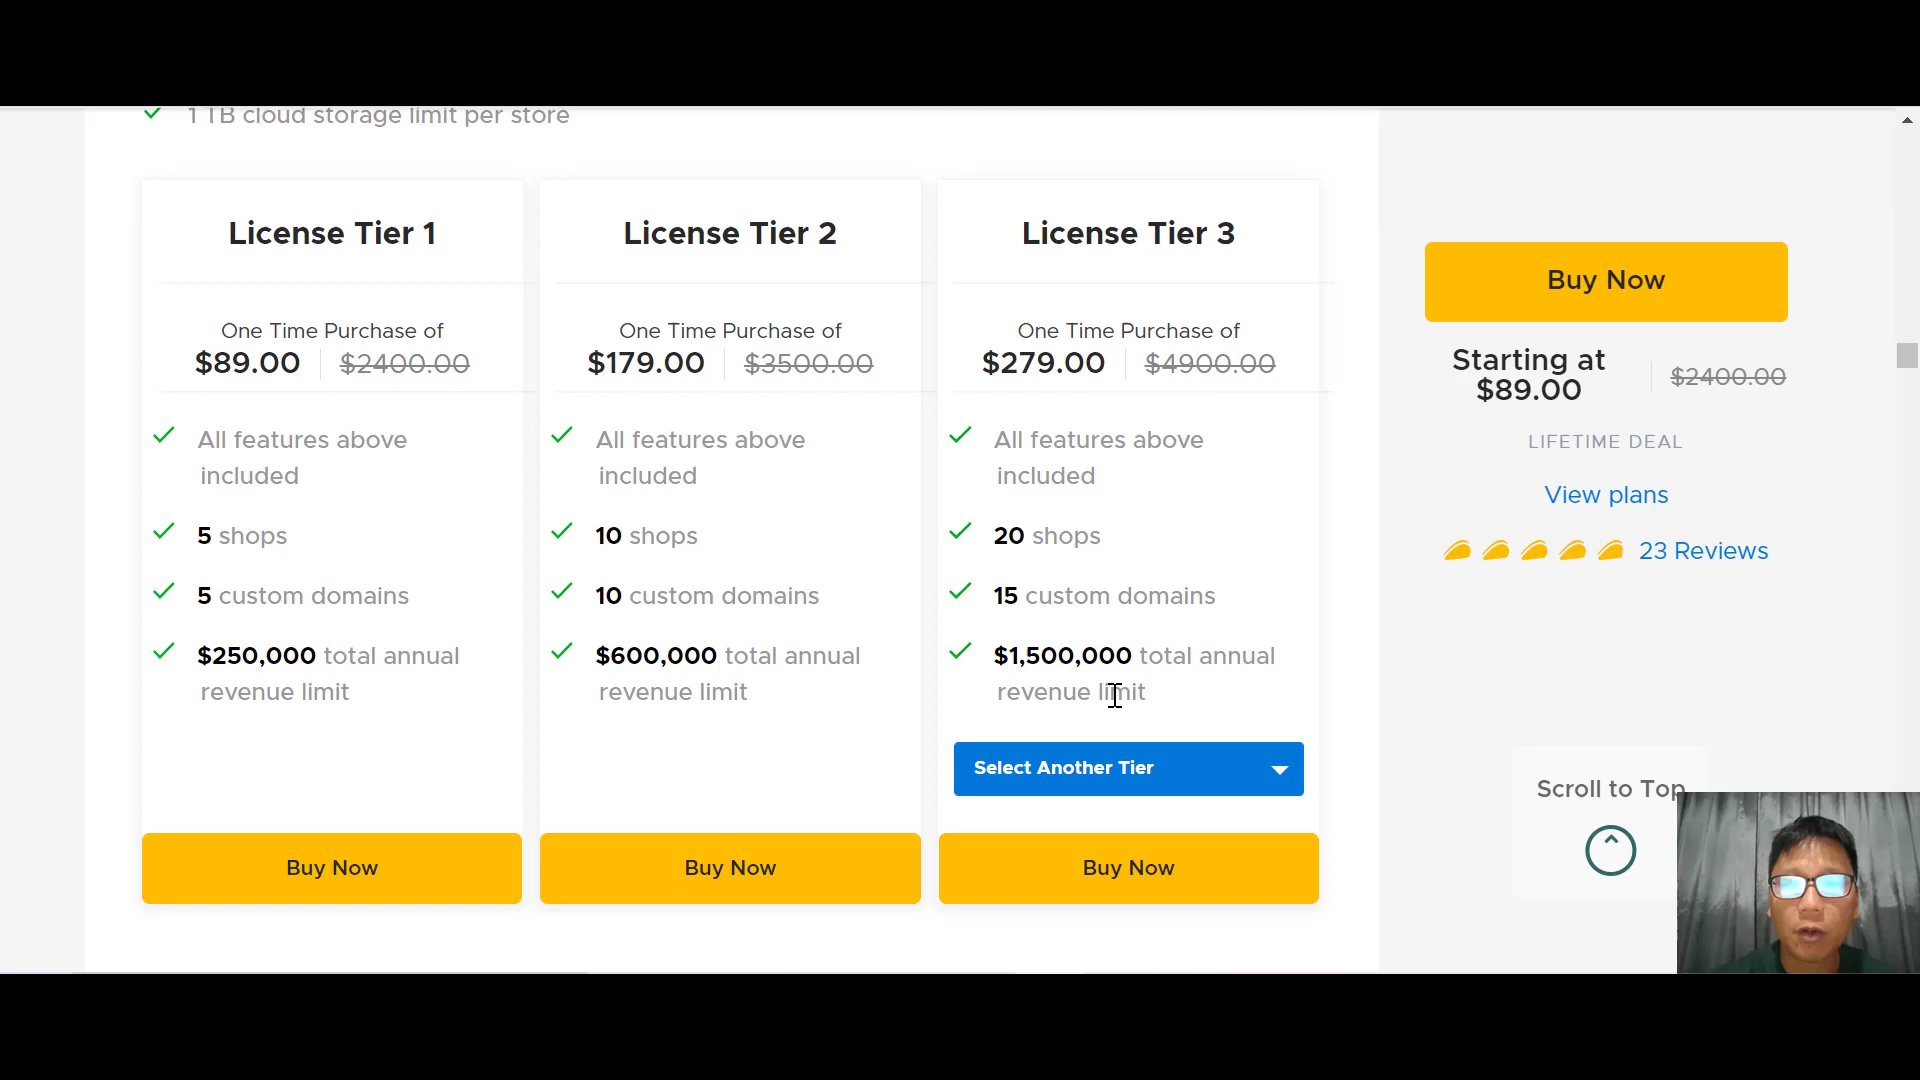 1 TB cloud storage limit per store
License Tier 1
One Time Purchase of
$89.00 $2400.00
All features above
included
5 shops
5 custom domains
$250,000 total annual
revenue limit
Buy Now
License Tier 2
One Time Purchase of
$179.00 $3500.00
All features above
included
10 shops
10 custom domains
$600,000 total annual
revenue limit
Buy Now
License Tier 3
One Time Purchase of
$279.00 $4900.00
All features above
included
20 shops
15 custom domains
$1,500,000 total annual
revenue limit
Select Another Tier
Buy Now
Buy Now
Starting at
$89.00 $2400.00
LIFETIME DEAL
View plans
23 Reviews
Scroll to Top